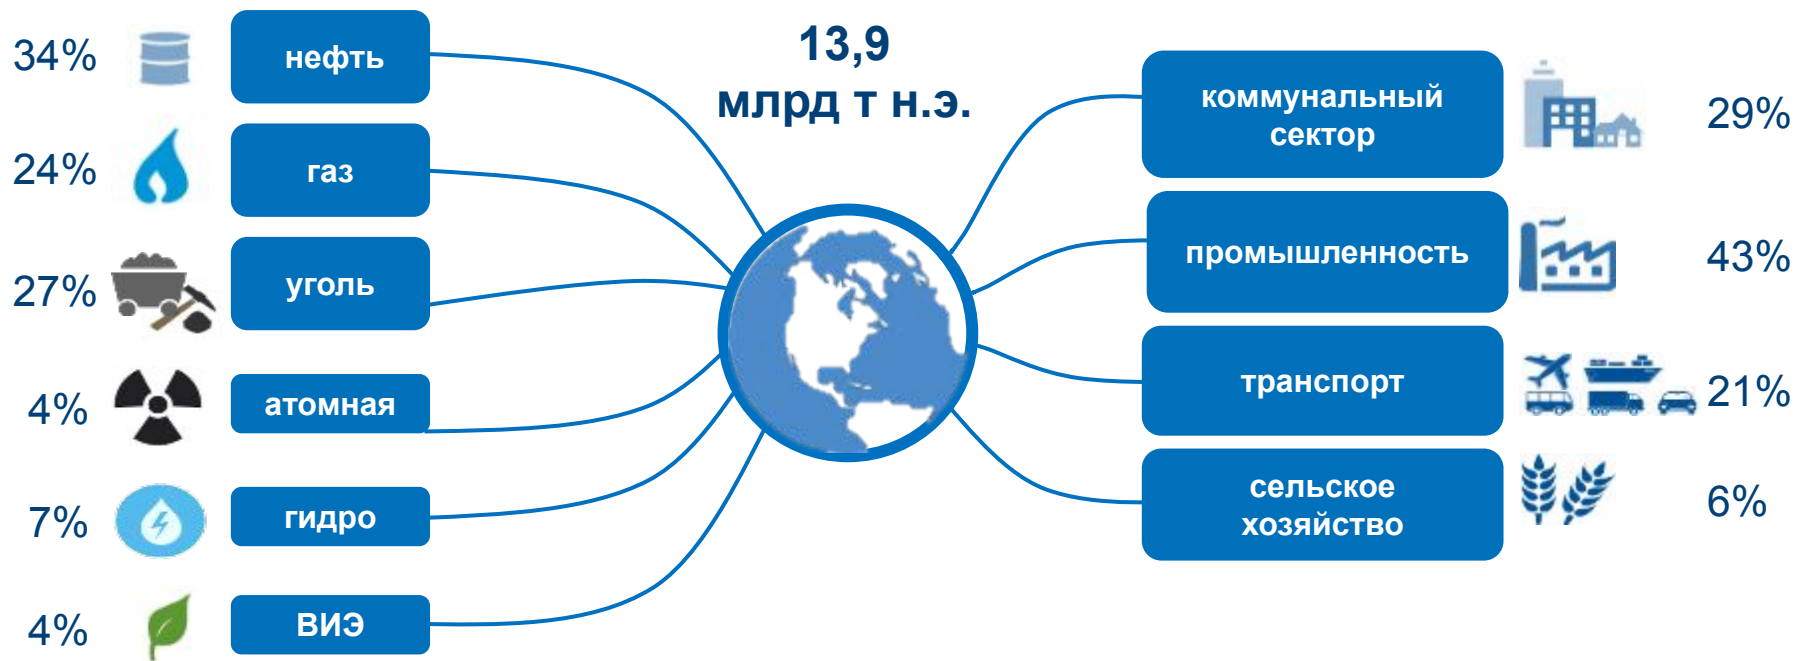 34%
нефть
24%
газ
27%
уголь
4%
атомная
7%
гидро
4%
ВИЭ
13,9
млрд т н.э.
коммунальный
сектор
29%
промышленность
43%
транспорт
21%
сельское
хозяйство
6%